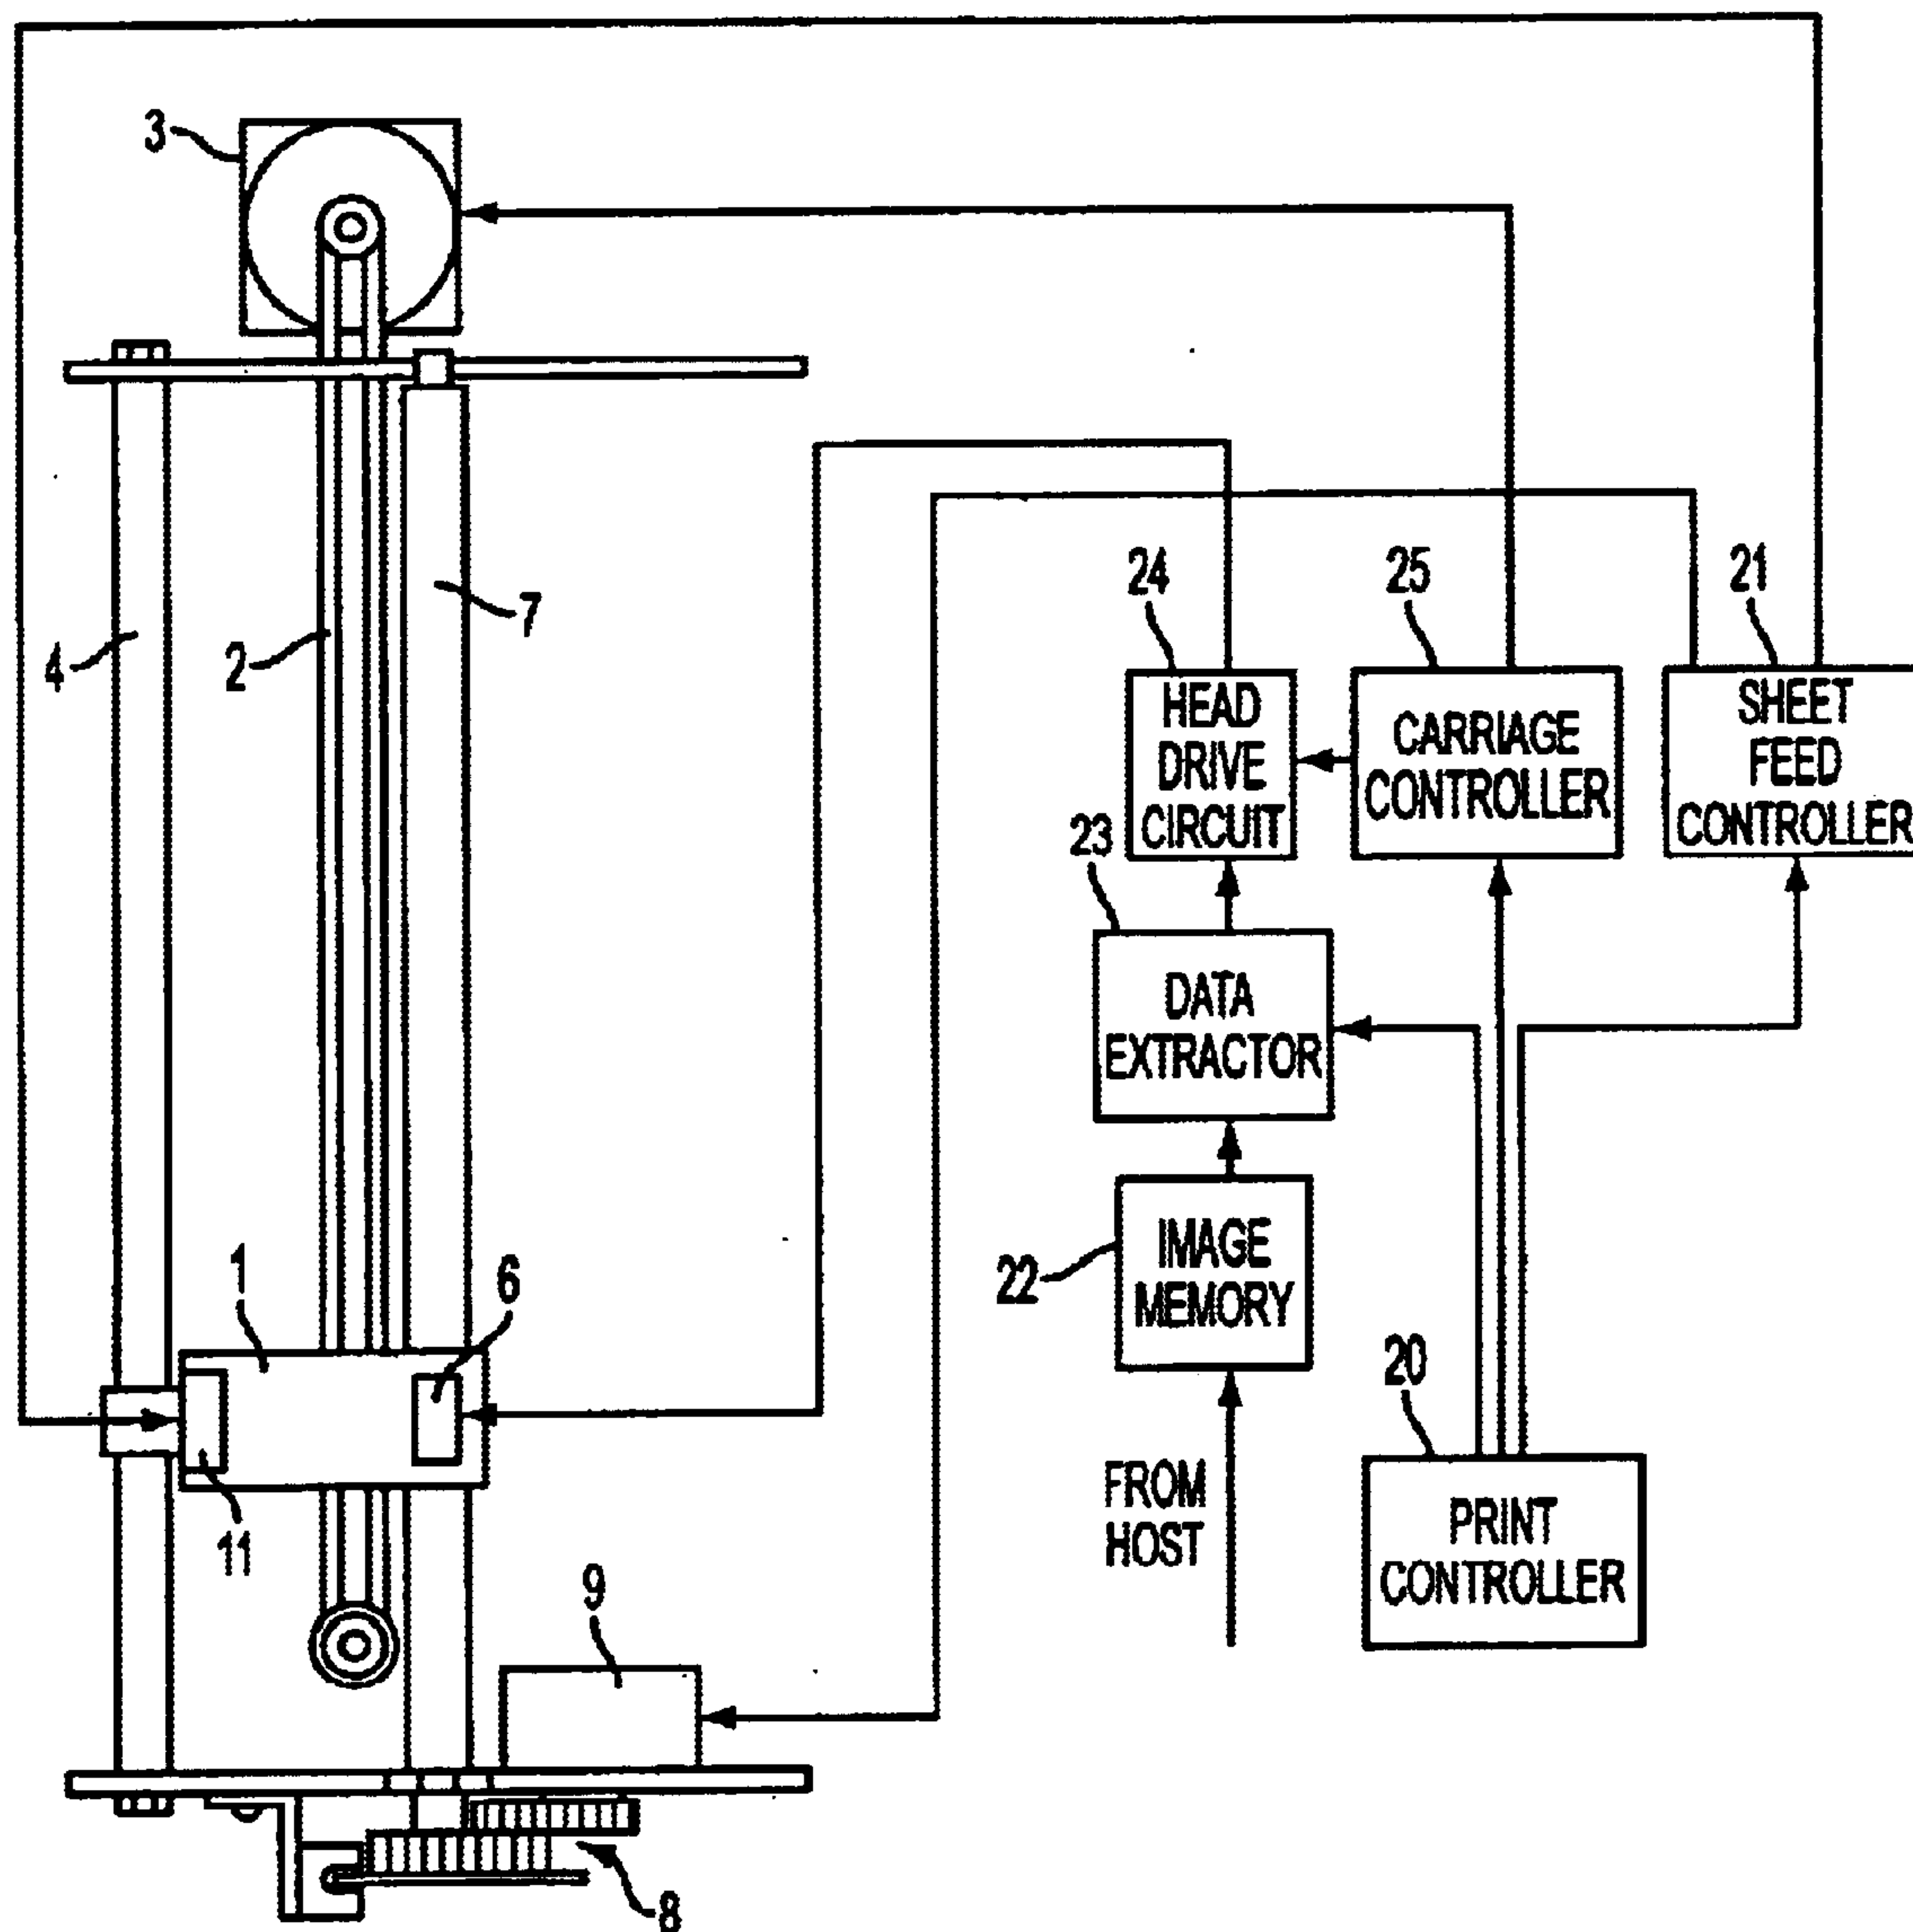 3
4
2
7
24
25
21
HEAD
DRIVE
CIRCUIT
CARRIAGE
CONTROLLER
SHEET
FEED
CONTROLLER
23
DATA
EXTRACTOR
22
IMAGE
MEMORY
1
6
11
FROM
HOST
20
PRINT
CONTROLLER
9
8